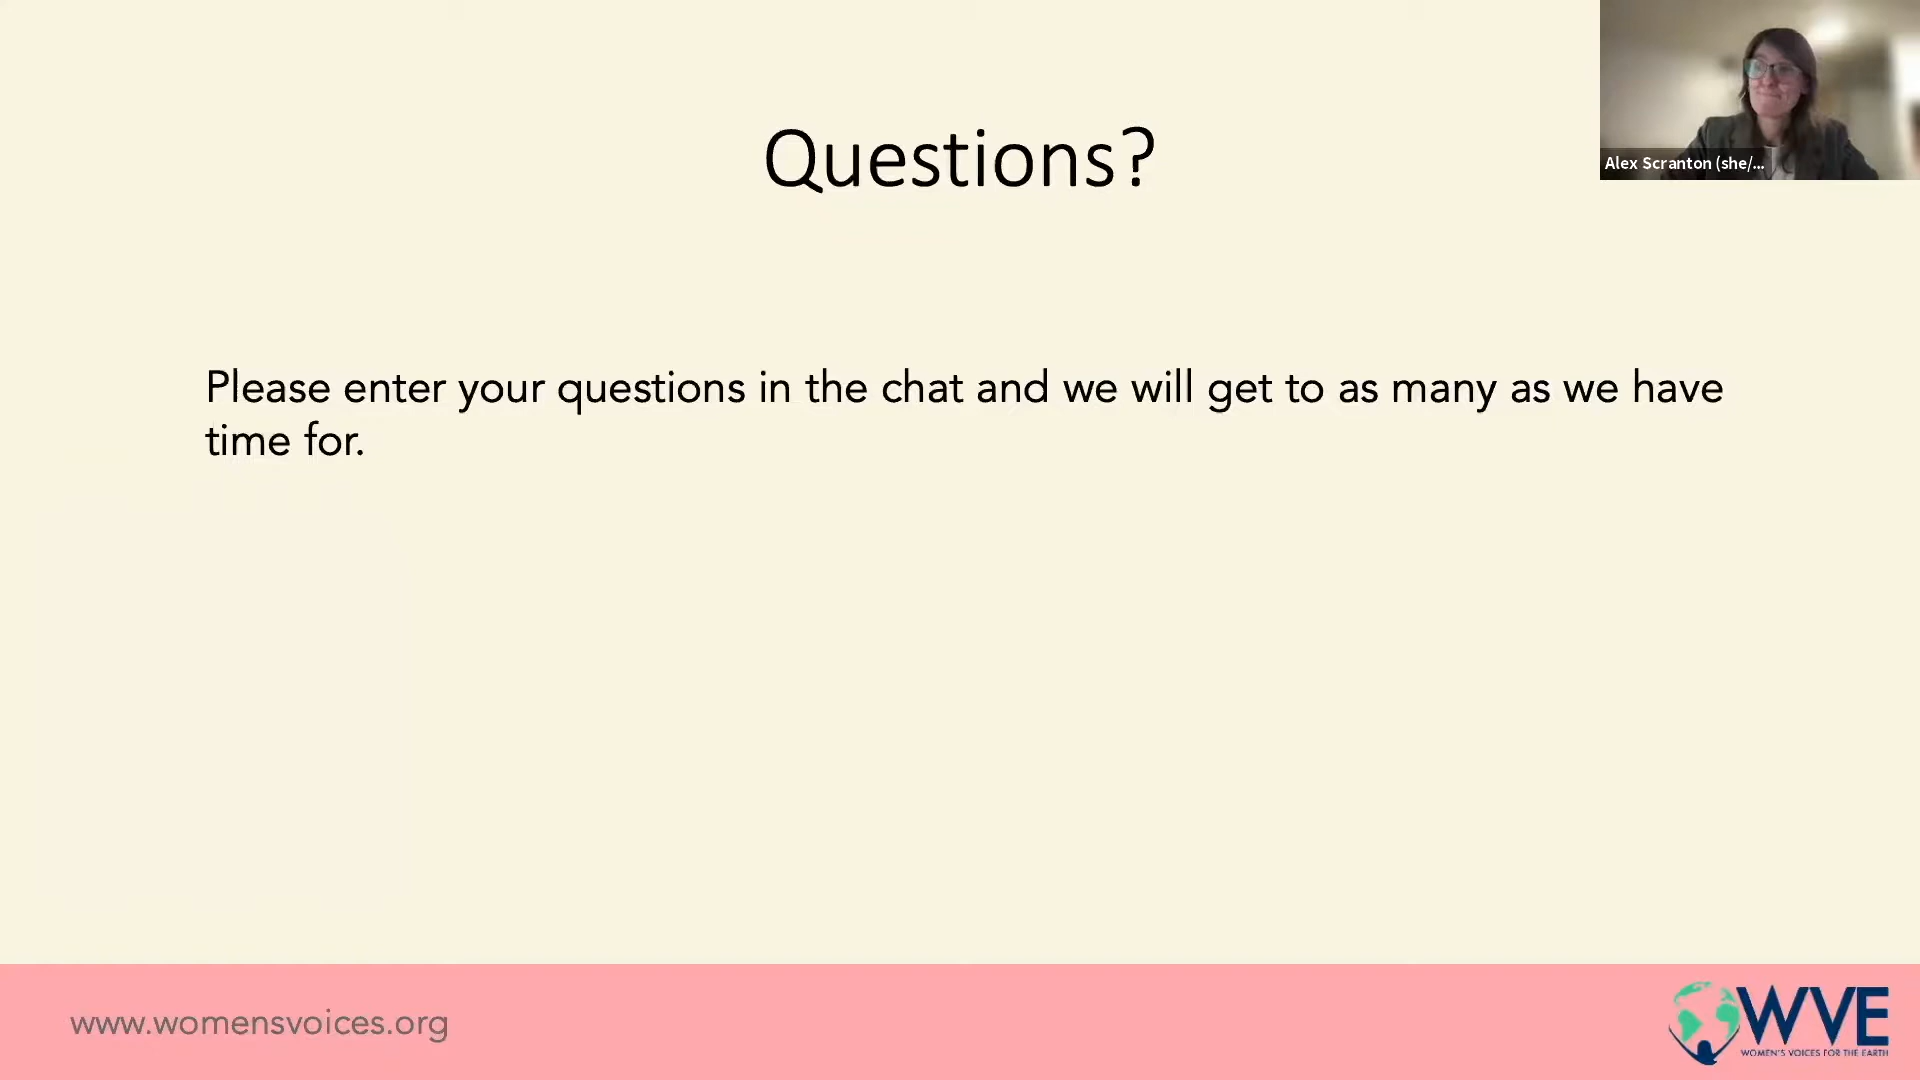 Questions?
Alex Scranton (she/...
Please enter your questions in the chat and we will get to as many as we have
time for.
www.womensvoices.org
WVE
WOMEN'S VOICES FOR THE EARTH